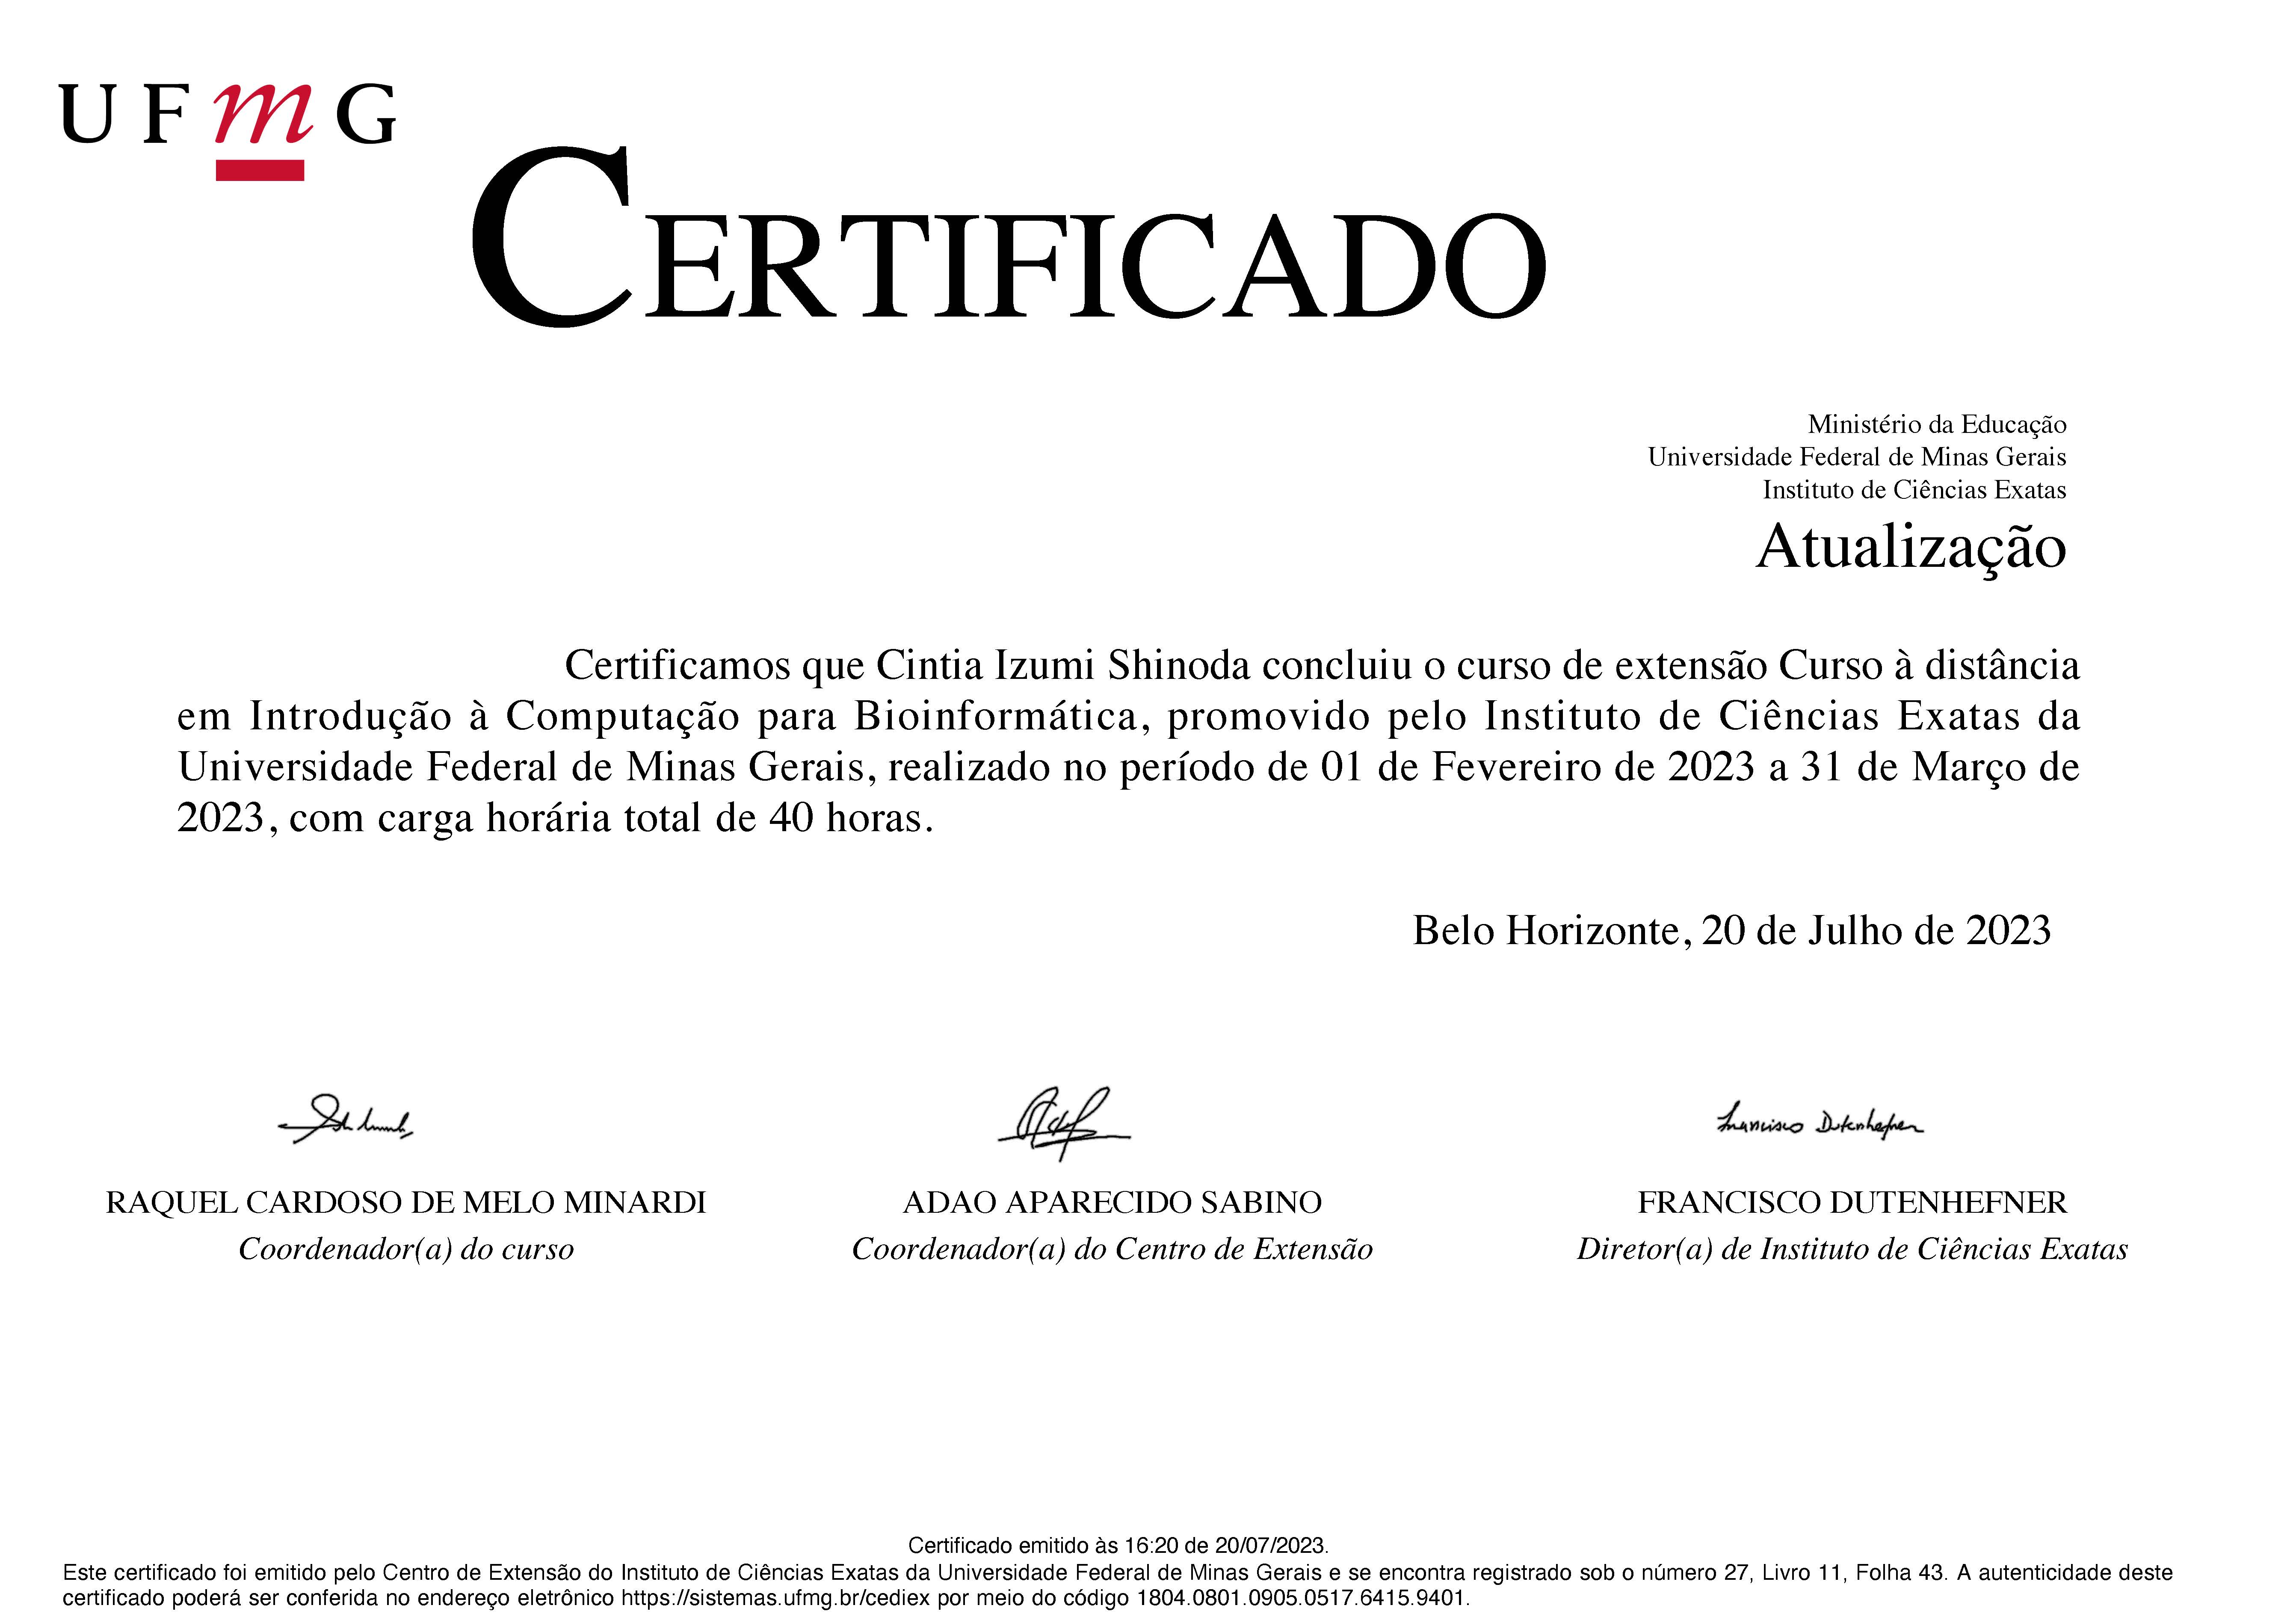 UFmG
CERTIFICADO
Ministério da Educação
Universidade Federal de Minas Gerais
Instituto de Ciências Exatas
Atualização
Certificamos que Cintia Izumi Shinoda concluiu o curso de extensão Curso à distância
em Introdução à Computação para Bioinformática, promovido pelo Instituto de Ciências Exatas da
Universidade Federal de Minas Gerais, realizado no período de 01 de Fevereiro de 2023 a 31 de Março de
2023, com carga horária total de 40 horas.
Belo Horizonte, 20 de Julho de 2023
Francisco Dutenhefner
RAQUEL CARDOSO DE MELO MINARDI
Coordenador(a) do curso
ADAO APARECIDO SABINO
Coordenador(a) do Centro de Extensão
FRANCISCO DUTENHEFNER
Diretor(a) de Instituto de Ciências Exatas
Certificado emitido às 16:20 de 20/07/2023.
Este certificado foi emitido pelo Centro de Extensão do Instituto de Ciências Exatas da Universidade Federal de Minas Gerais e se encontra registrado sob o número 27, Livro 11, Folha 43. A autenticidade deste
certificado poderá ser conferida no endereço eletrônico https://sistemas.ufmg.br/cediex por meio do código 1804.0801.0905.0517.6415.9401.